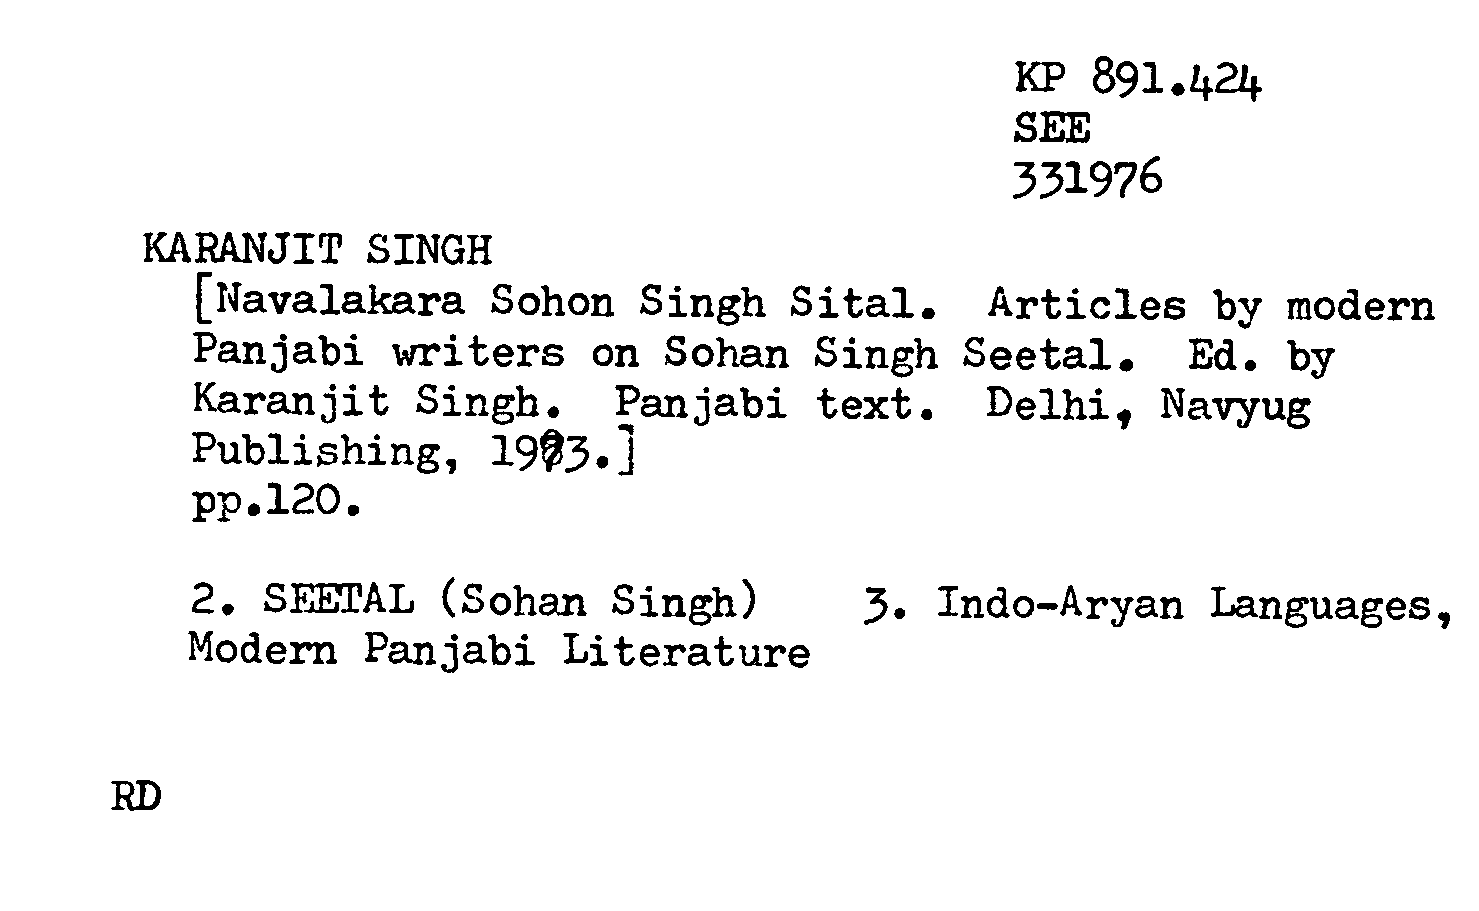 KP 891.424
SEE
331976
KARANJIT SINGH
[Navalakara Sohon Singh Sital. Articles by modern
Panjabi writers on Sohan Singh Seetal. Ed. by
Karanjit Singh. Panjabi text. Delhi, Navyug
Publishing, ]
pp.120.
2. SEETAL (Sohan Singh) 3. Indo-Aryan Languages,
Modern Panjabi Literature
RD